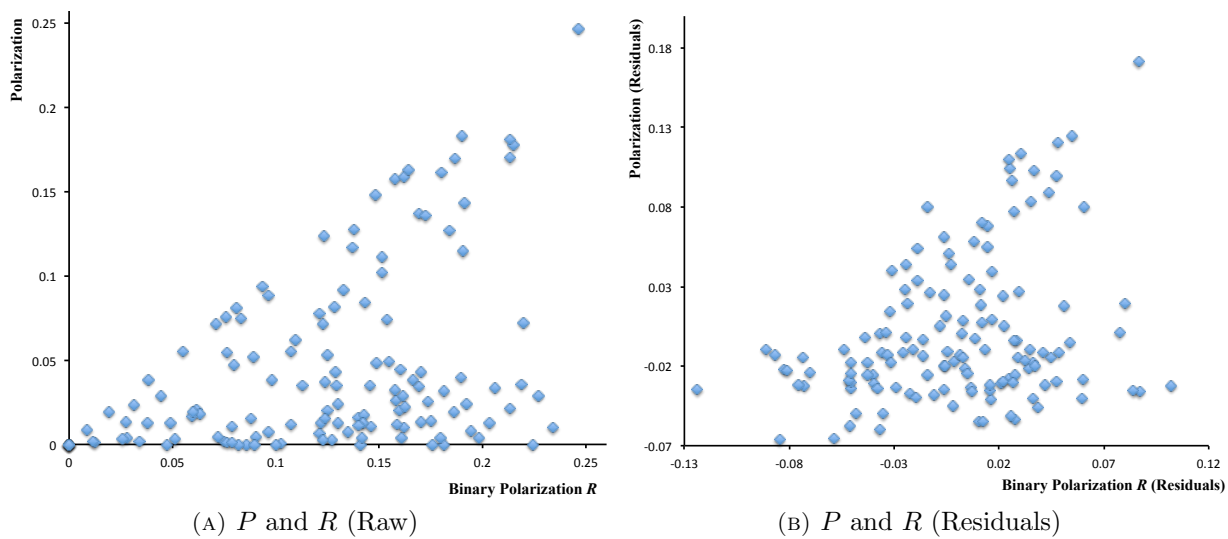 Polarization
0.25
0.2
0.15
0.1
0.05
0
0 0.05 0.1 0.15 0.2 0.25
Binary Polarization R
(A) P and R (Raw)
Polarization (Residuals)
0.18
0.13
0.08
0.03
-0.02
-0.07
-0.13 -0.08 -0.03 0.02 0.07 0.12
Binary Polarization R (Residuals)
(B) P and R (Residuals)